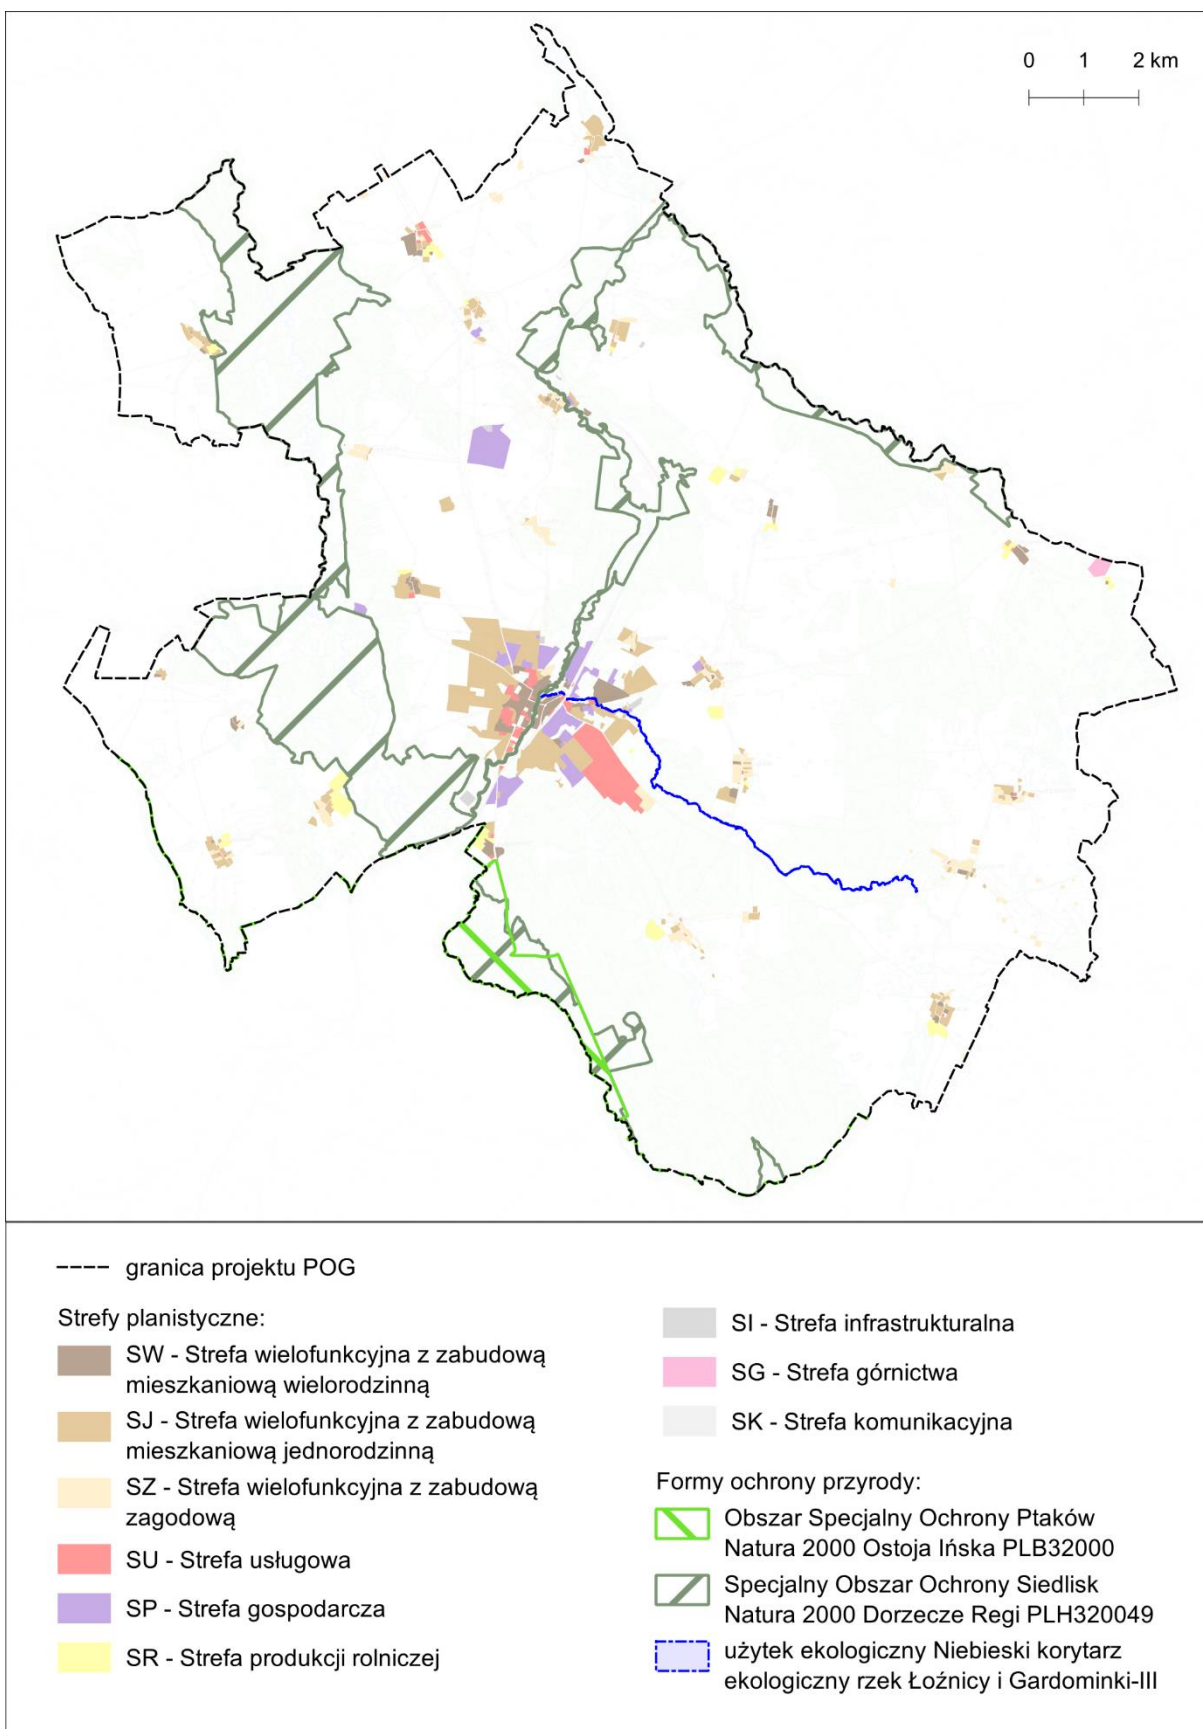 0 1 2 km
granica projektu POG
Strefy planistyczne:
SW - Strefa wielofunkcyjna z zabudową
mieszkaniową wielorodzinną
SJ - Strefa wielofunkcyjna z zabudową
mieszkaniową jednorodzinną
SZ - Strefa wielofunkcyjna z zabudową
zagodową
SU - Strefa usługowa
SP - Strefa gospodarcza
SR - Strefa produkcji rolniczej
SI - Strefa infrastrukturalna
SG - Strefa górnictwa
SK - Strefa komunikacyjna
Formy ochrony przyrody:
Obszar Specjalny Ochrony Ptaków
Natura 2000 Ostoja Ińska PLB32000
Specjalny Obszar Ochrony Siedlisk
Natura 2000 Dorzecze Regi PLH320049
użytek ekologiczny Niebieski korytarz
ekologiczny rzek Łoźnicy i Gardominki-III